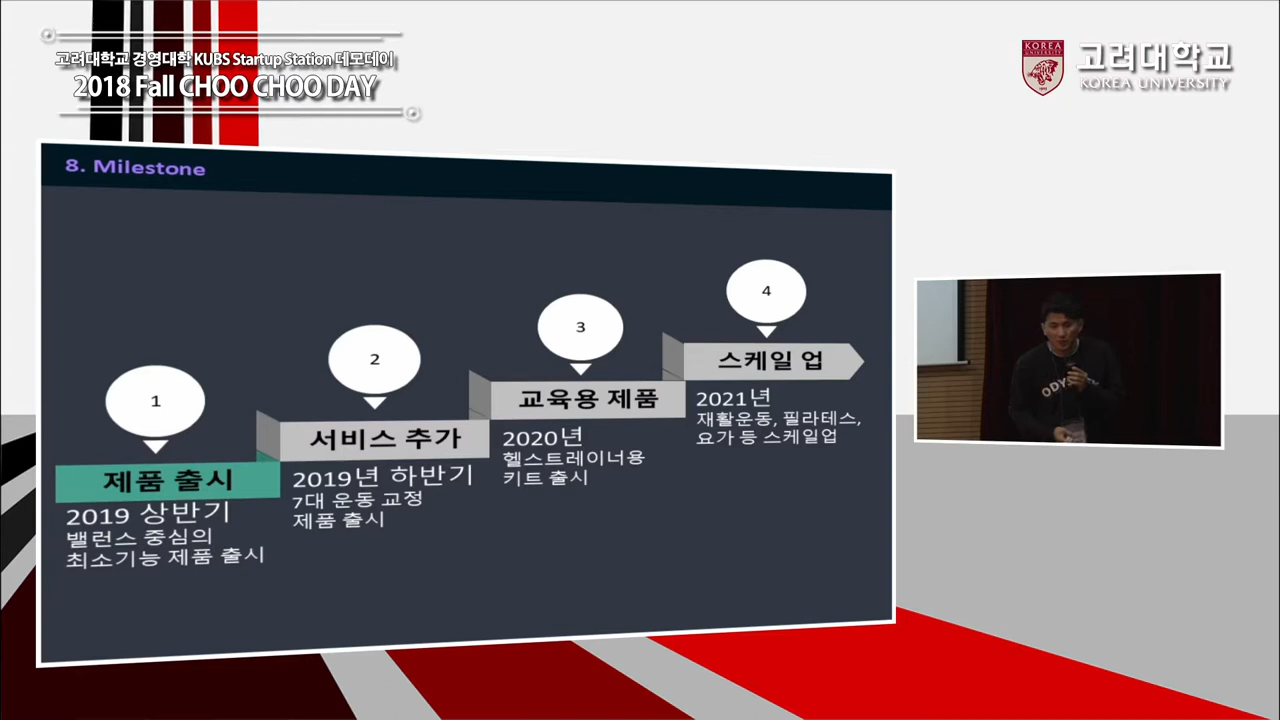 고려대학교 경영대학 KUBS Startup Station 데모데이
2018 Fall CHOO CHOO DAY
KOREA
UNIVERSITY
1905
고려대학교
KOREA UNIVERSITY
8. Milestone
1
제품 출시
2019 상반기
밸런스 중심의
최소기능 제품 출시
2
서비스 추가
2019년 하반기
7대 운동 교정
제품 출시
3
교육용 제품
2020년
헬스트레이너용
키트 출시
4
스케일 업
2021년
재활운동, 필라테스,
요가 등 스케일업